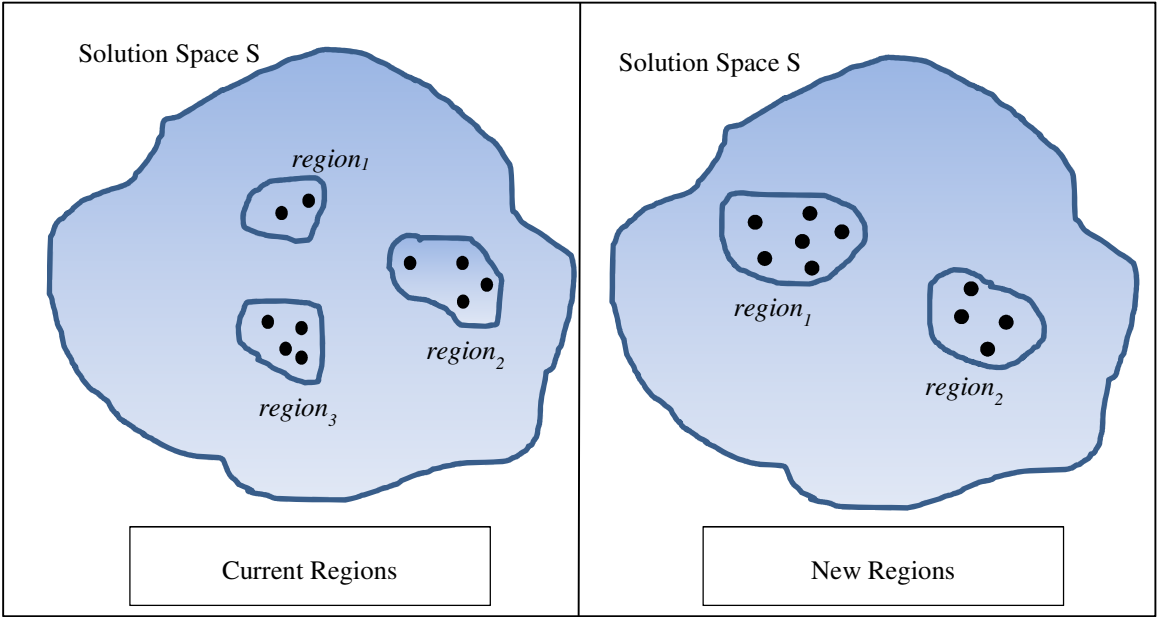 Solution Space S
region₁
region₂
region₃
Current Regions
Solution Space S
region₁
region₂
New Regions